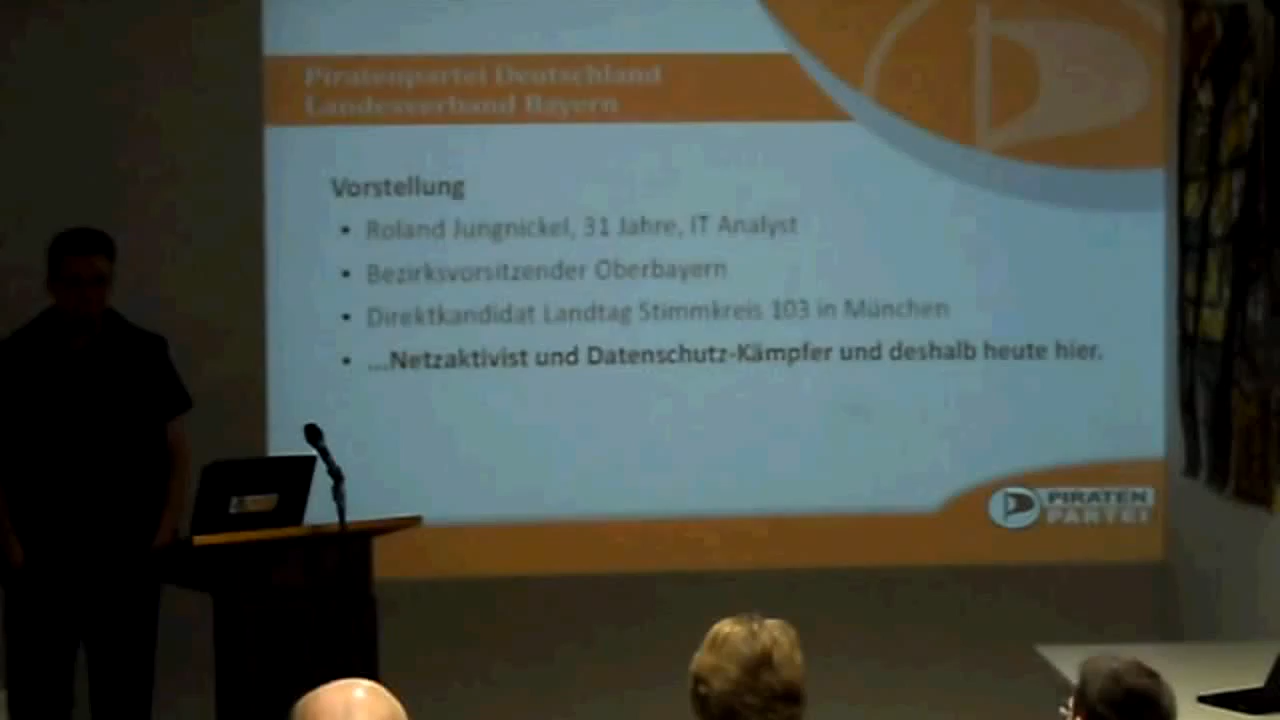 Piratenpartei Deutschland
Landesverband Bayern
Vorstellung
• Roland Jungnickel, 31 Jahre, IT Analyst
• Bezirksvorsitzender Oberbayern
• Direktkandidat Landtag Stimmkreis 103 in München
• ...Netzaktivist und Datenschutz-Kämpfer und deshalb heute hier.
PIRATEN
PARTEI